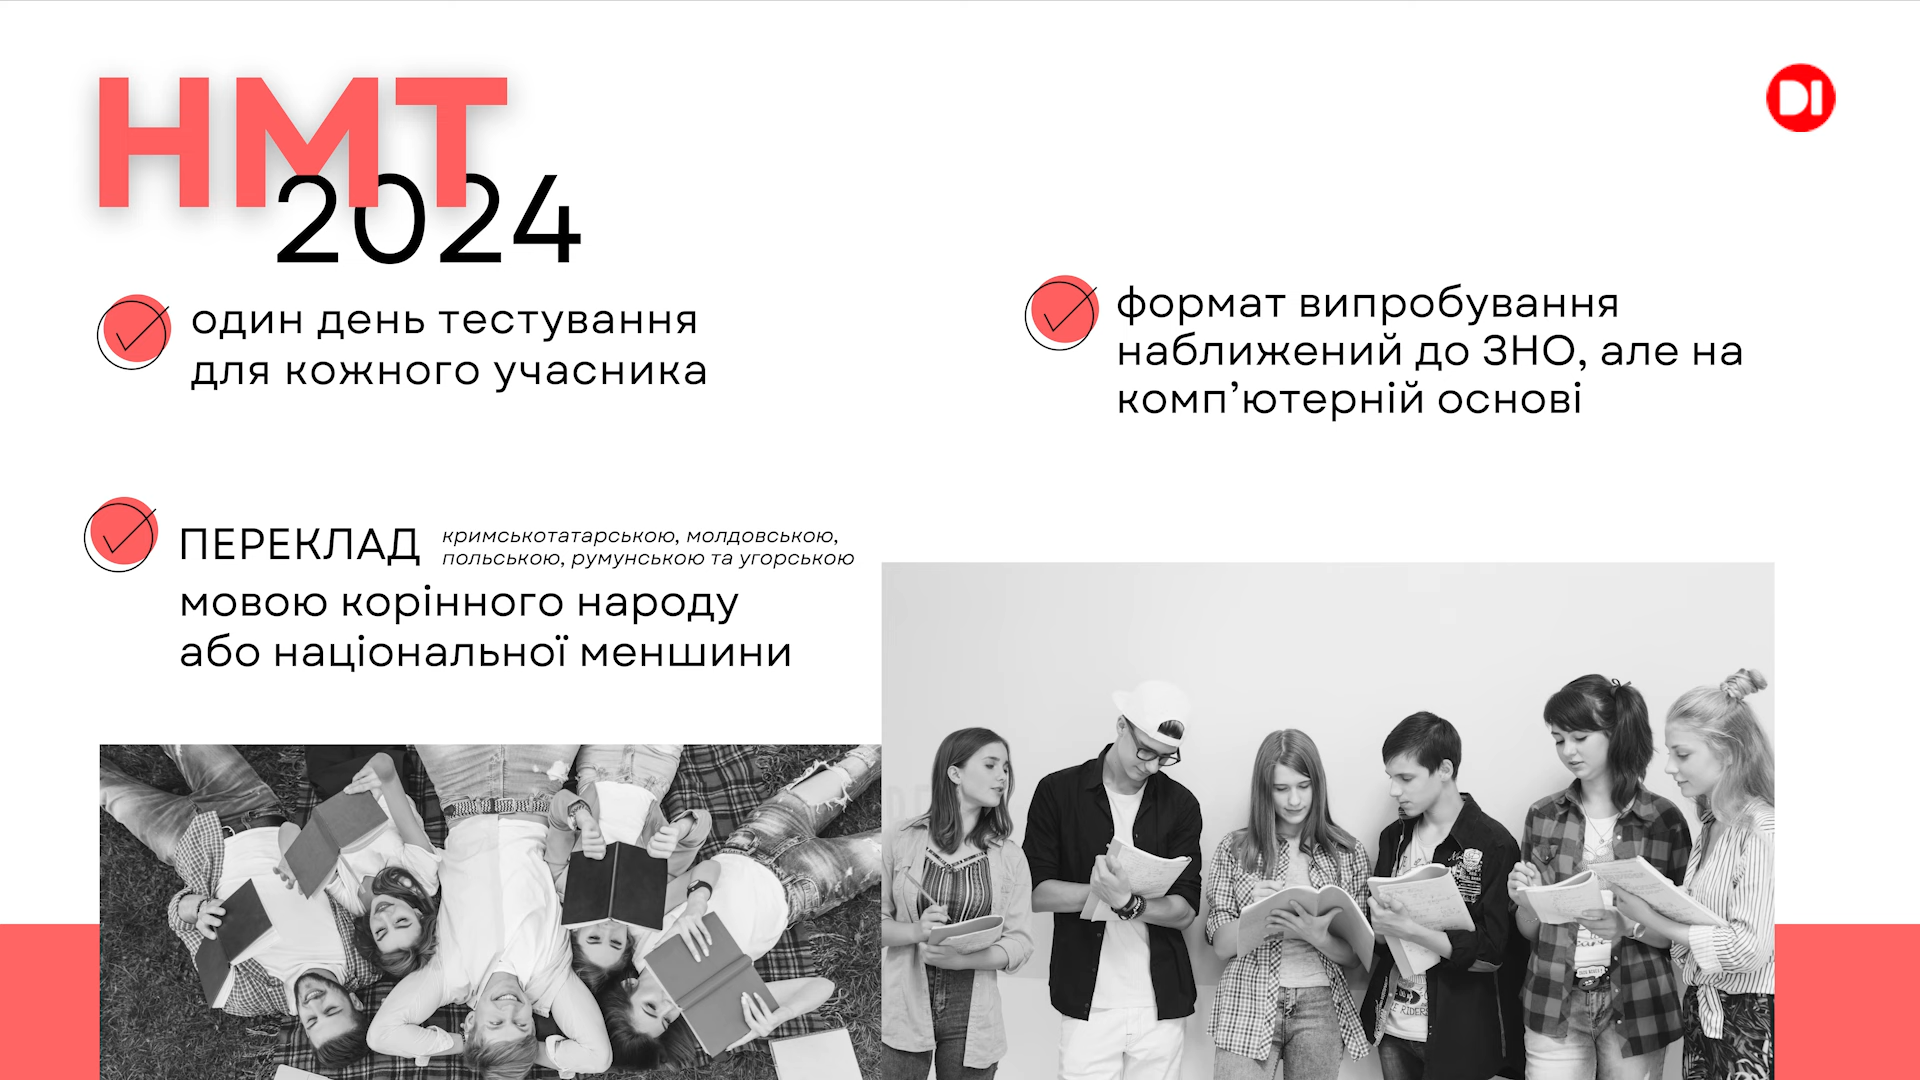 НМТ
2024
DI
один день тестування
для кожного учасника
формат випробування
наближений до ЗНО, але на
комп’ютерній основі
ПЕРЕКЛАД
кримськотатарською, молдовською,
польською, румунською та угорською
мовою корінного народу
або національної меншини